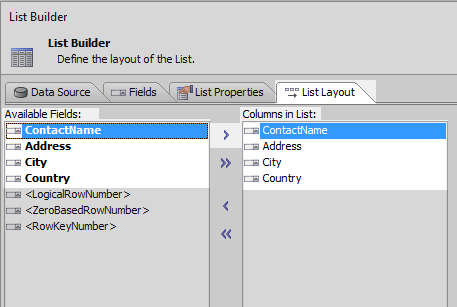 List Builder
List Builder
Define the layout of the List.
Data Source
Fields
List Properties
List Layout
Available Fields:
ContactName
Address
City
Country
<LogicalRowNumber>
<ZeroBasedRowNumber>
<RowKeyNumber>
Columns in List:
ContactName
Address
City
Country